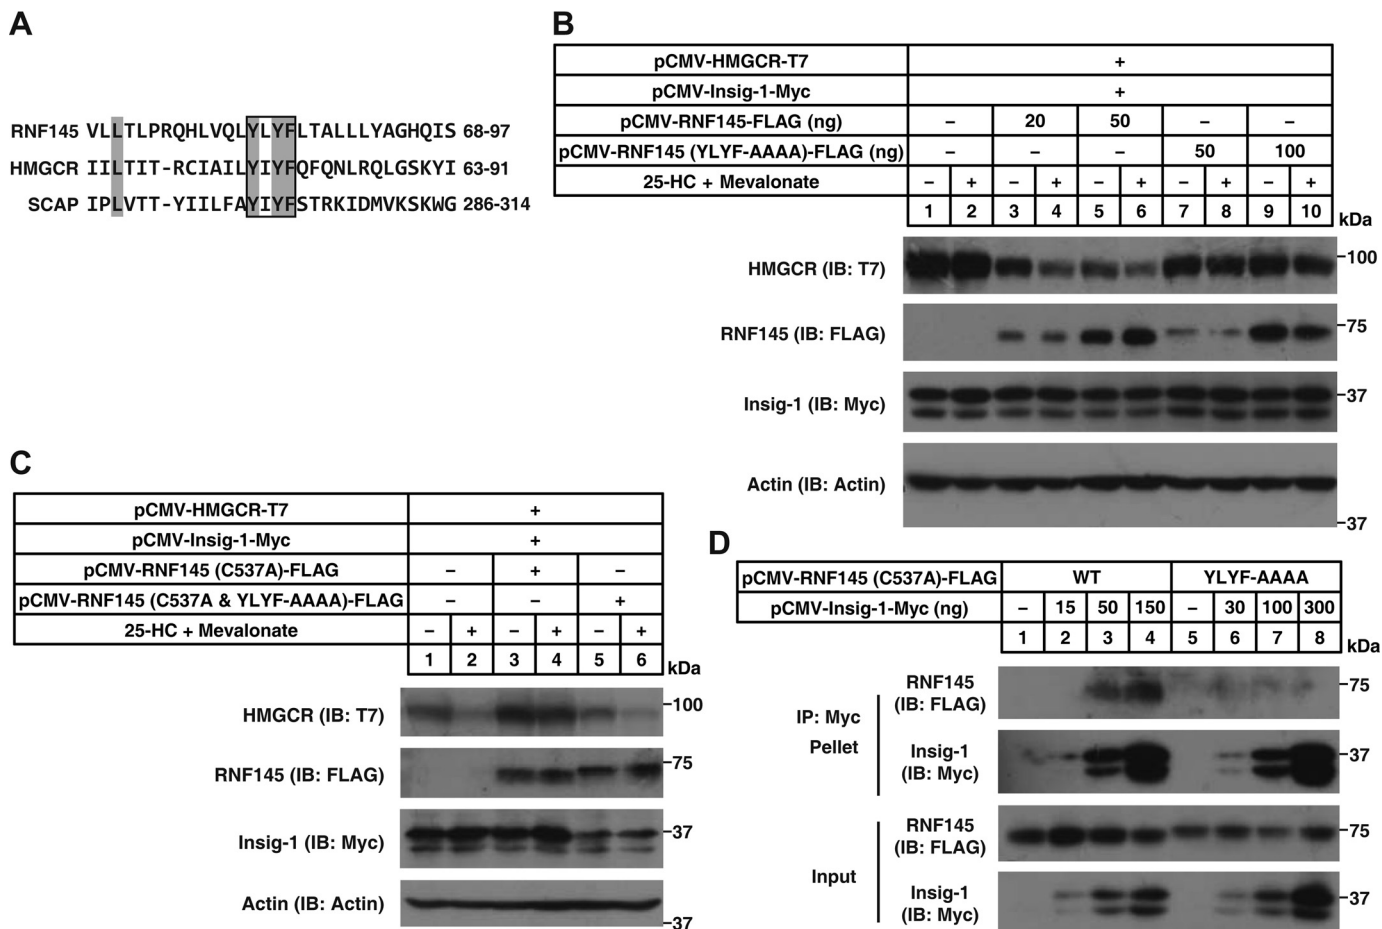 A
RNF145 VLLTLPRQHLVQLYLYFLTALLLYAGHQIS 68-97
HMGCR IILTIT-RCIAILYIYFQFQNLRQLGSKYI 63-91
SCAP IPLVTT-YIILFAYIYFSTRKIDMVKSKWG 286-314
B
pCMV-HMGCR-T7 +
pCMV-Insig-1-Myc +
pCMV-RNF145-FLAG (ng) – 20 50 – –
pCMV-RNF145 (YLYF-AAAA)-FLAG (ng) – – – 50 100
25-HC + Mevalonate – + – + – + – + – +
1 2 3 4 5 6 7 8 9 10 kDa
HMGCR (IB: T7) 100
RNF145 (IB: FLAG) 75
Insig-1 (IB: Myc) 37
Actin (IB: Actin)
37
C
pCMV-HMGCR-T7 +
pCMV-Insig-1-Myc +
pCMV-RNF145 (C537A)-FLAG – + –
pCMV-RNF145 (C537A & YLYF-AAAA)-FLAG – – +
25-HC + Mevalonate – + – + – +
1 2 3 4 5 6 kDa
HMGCR (IB: T7) 100
RNF145 (IB: FLAG) 75
Insig-1 (IB: Myc) 37
Actin (IB: Actin)
37
D
pCMV-RNF145 (C537A)-FLAG WT YLYF-AAAA
pCMV-Insig-1-Myc (ng) – 15 50 150 – 30 100 300
1 2 3 4 5 6 7 8 kDa
IP: Myc
Pellet
RNF145
(IB: FLAG) 75
Insig-1
(IB: Myc) 37
Input
RNF145
(IB: FLAG) 75
Insig-1
(IB: Myc) 37